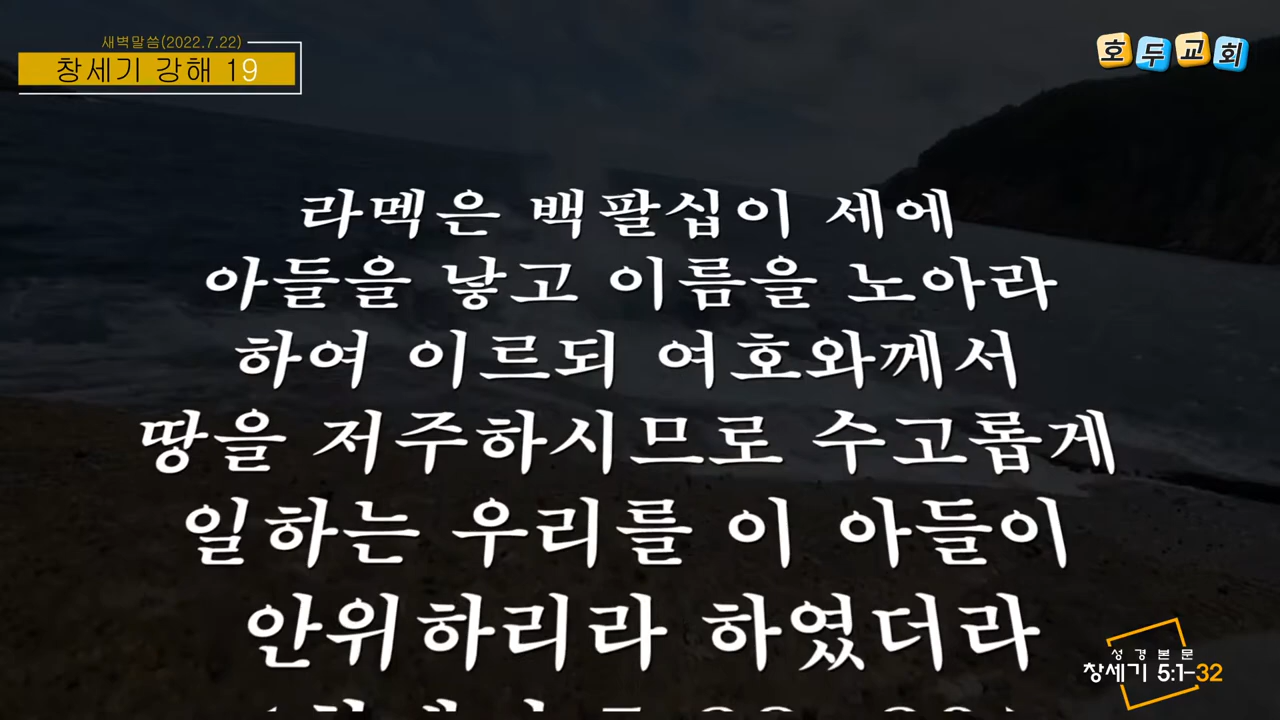 새벽말씀(2022.7.22)
창세기 강해 19
호두교회
라멕은 백팔십이 세에
아들을 낳고 이름을 노아라
하여 이르되 여호와께서
땅을 저주하시므로 수고롭게
일하는 우리를 이 아들이
안위하리라 하였더라
성경본문
창세기 5:1-32